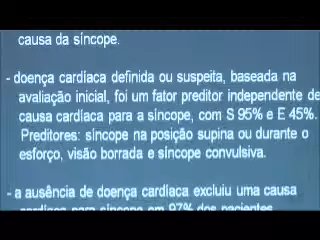 causa da síncope.
- doença cardíaca definida ou suspeita, baseada na
avaliação inicial, foi um fator preditor independente de
causa cardíaca para a síncope, com S 95% e E 45%.
Preditores: síncope na posição supina ou durante o
esforço, visão borrada e síncope convulsiva.
- a ausência de doença cardíaca excluiu uma causa
cardíaca para síncope em 97% dos pacientes